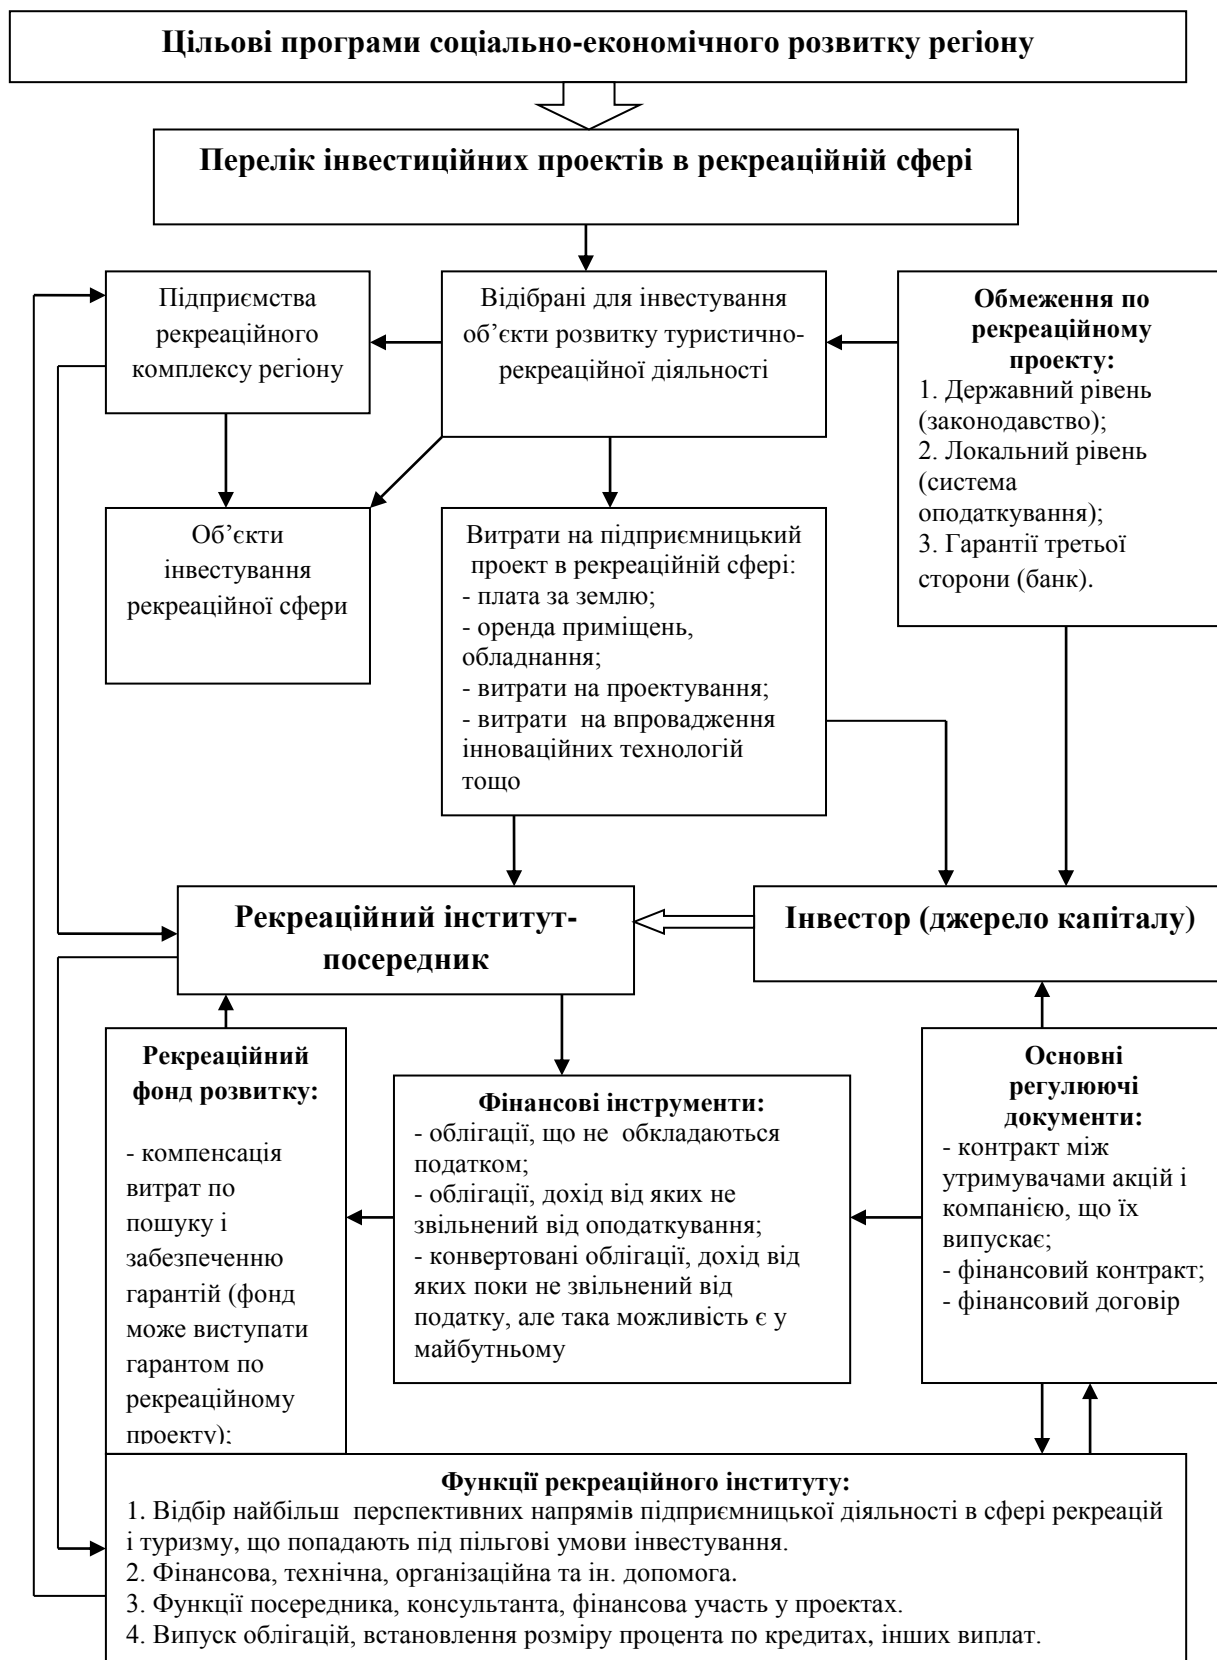 Цільові програми соціально-економічного розвитку регіону
Перелік інвестиційних проектів в рекреаційній сфері
Підприємства
рекреаційного
комплексу регіону
Відібрані для інвестування
об’єкти розвитку туристично-
рекреаційної діяльності
Обмеження по
рекреаційному
проекту:
1. Державний рівень
(законодавство);
2. Локальний рівень
(система
оподаткування);
3. Гарантії третьої
сторони (банк).
Об’єкти
інвестування
рекреаційної сфери
Витрати на підприємницький
проект в рекреаційній сфері:
- плата за землю;
- оренда приміщень,
обладнання;
- витрати на проектування;
- витрати на впровадження
інноваційних технологій
тощо
Рекреаційний інститут-
посередник
Інвестор (джерело капіталу)
Рекреаційний
фонд розвитку:
- компенсація
витрат по
пошуку і
забезпеченню
гарантій (фонд
може виступати
гарантом по
рекреаційному
проекту);
Фінансові інструменти:
- облігації, що не обкладаються
податком;
- облігації, дохід від яких не
звільнений від оподаткування;
- конвертовані облігації, дохід від
яких поки не звільнений від
податку, але така можливість є у
майбутньому
Основні
регулюючі
документи:
- контракт між
утримувачами акцій і
компанією, що їх
випускає;
- фінансовий контракт;
- фінансовий договір
Функції рекреаційного інституту:
1. Відбір найбільш перспективних напрямів підприємницької діяльності в сфері рекреацій
і туризму, що попадають під пільгові умови інвестування.
2. Фінансова, технічна, організаційна та ін. допомога.
3. Функції посередника, консультанта, фінансова участь у проектах.
4. Випуск облігацій, встановлення розміру процента по кредитах, інших виплат.